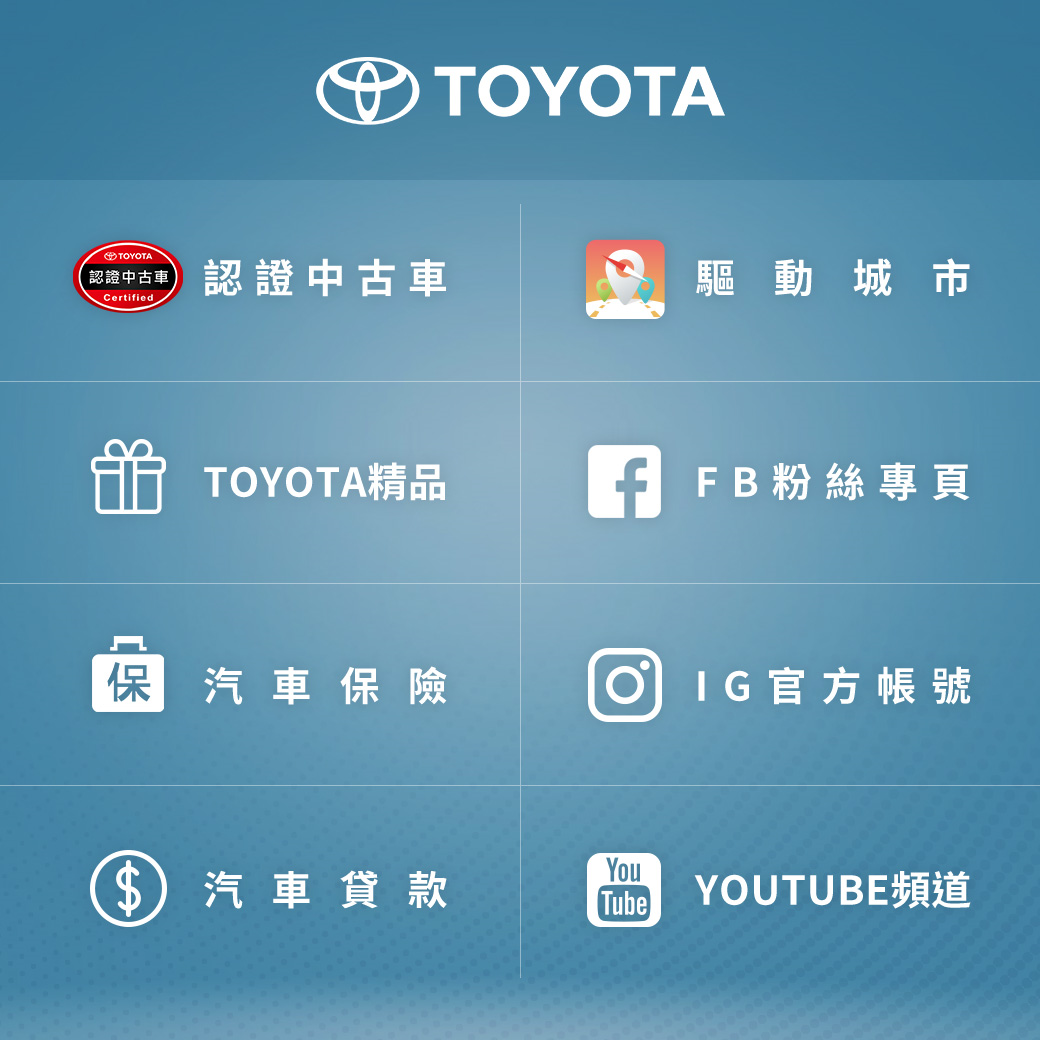 TOYOTA
TOYOTA
認證中古車
Certified
認證中古車
驅動城市
TOYOTA精品
FB粉絲專頁
保
汽車保險
IG官方帳號
$
汽車貸款
You
Tube
YOUTUBE頻道